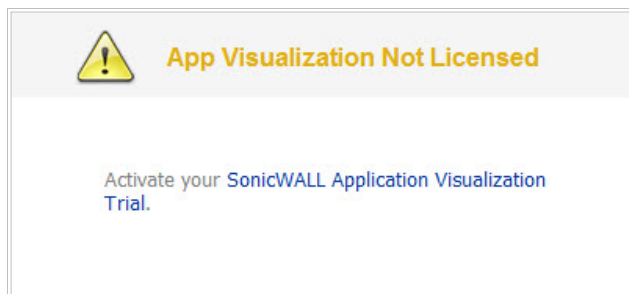 App Visualization Not Licensed
Activate your SonicWALL Application Visualization
Trial.